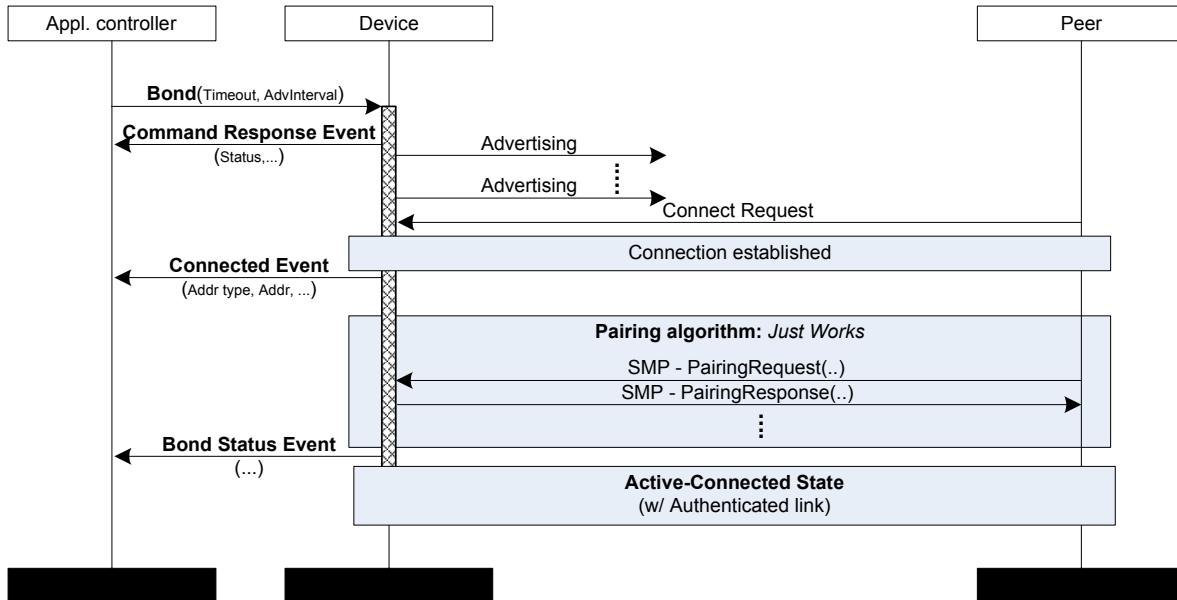 Appl. controller
Device
Peer
Bond(Timeout, AdvInterval)
Command Response Event
(Status,...)
Advertising
Advertising
Connect Request
Connection established
Connected Event
(Addr type, Addr, ...)
Pairing algorithm: Just Works
SMP - PairingRequest(..)
SMP - PairingResponse(..)
Bond Status Event
(...)
Active-Connected State
(w/ Authenticated link)